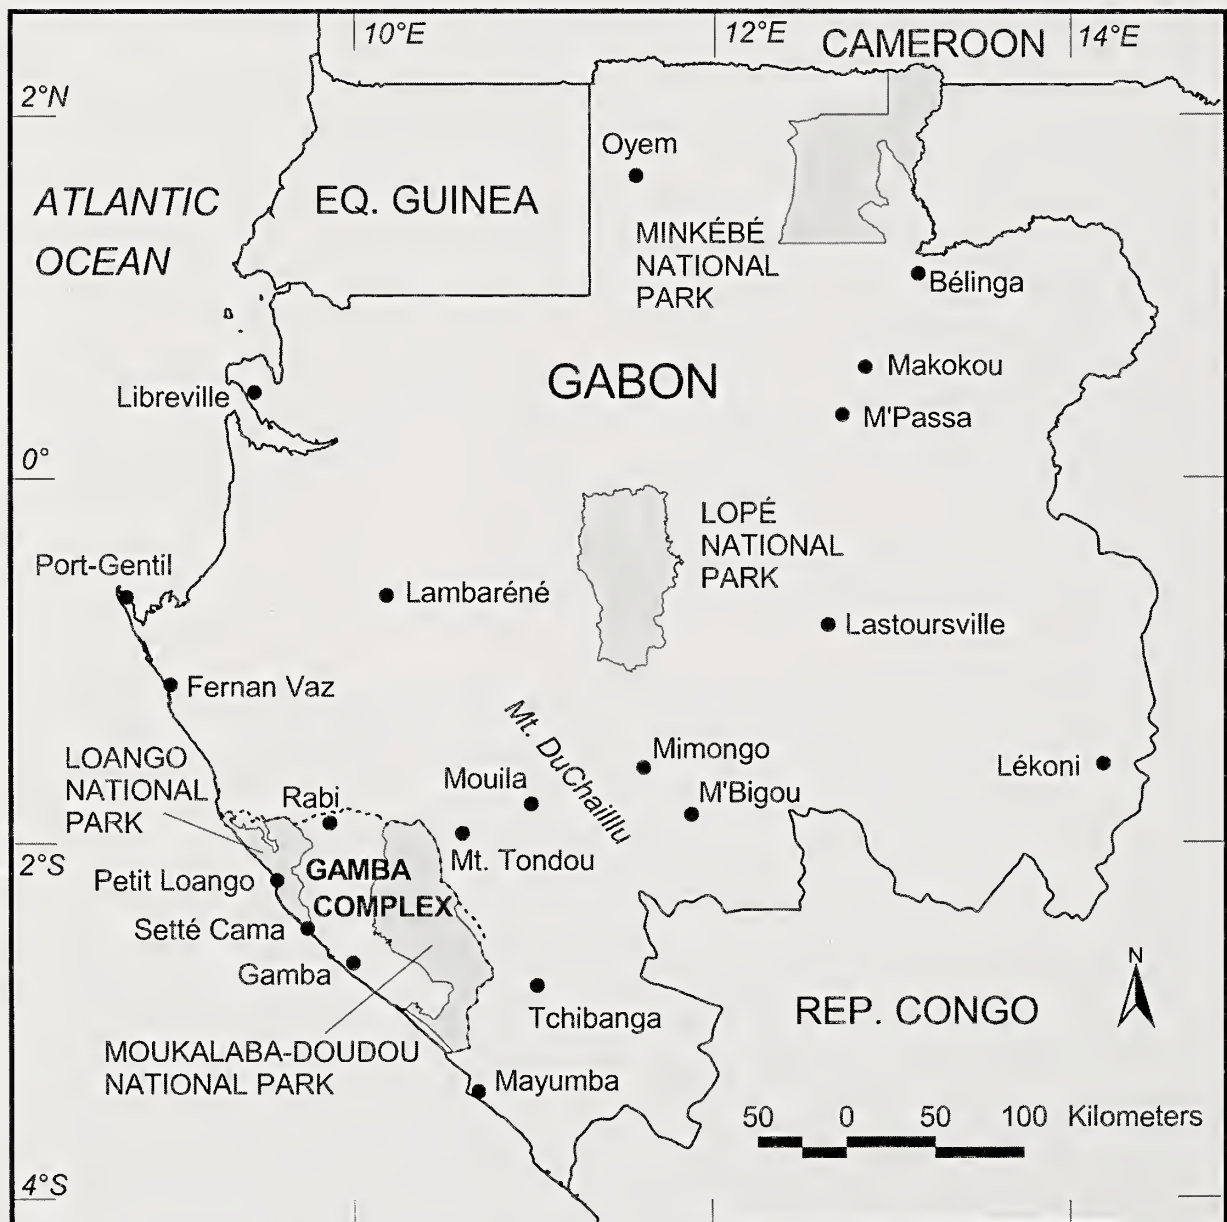 10°E
12°E
14°E
CAMEROON
2°N
Oyem
ATLANTIC
OCEAN
EQ. GUINEA
MINKÉBÉ
NATIONAL
PARK
Bélinga
GABON
Makokou
Libreville
M'Passa
0°
LOPÉ
NATIONAL
PARK
Port-Gentil
Lambaréné
Lastoursville
Fernan Vaz
Mt. DuChailllu
LOANGO
NATIONAL
PARK
Mimongo
Lékoni
Mouila
Rabi
M'Bigou
2°S
Mt. Tondou
GAMBA
COMPLEX
Petit Loango
Setté Cama
Gamba
N
REP. CONGO
Tchibanga
MOUKALABA-DOUDOU
NATIONAL PARK
Mayumba
50 0 50 100 Kilometers
4°S